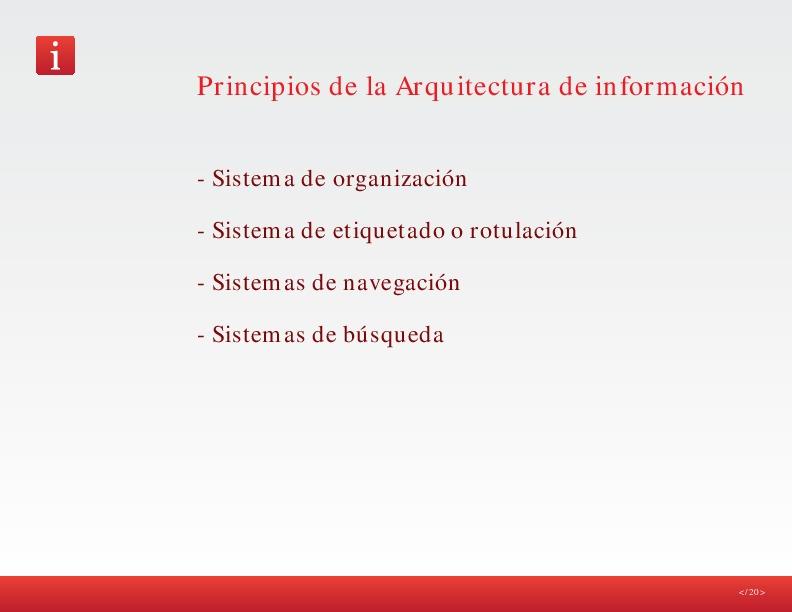 i
Principios de la Arquitectura de información
- Sistema de organización
- Sistema de etiquetado o rotulación
- Sistemas de navegación
- Sistemas de búsqueda
</20>